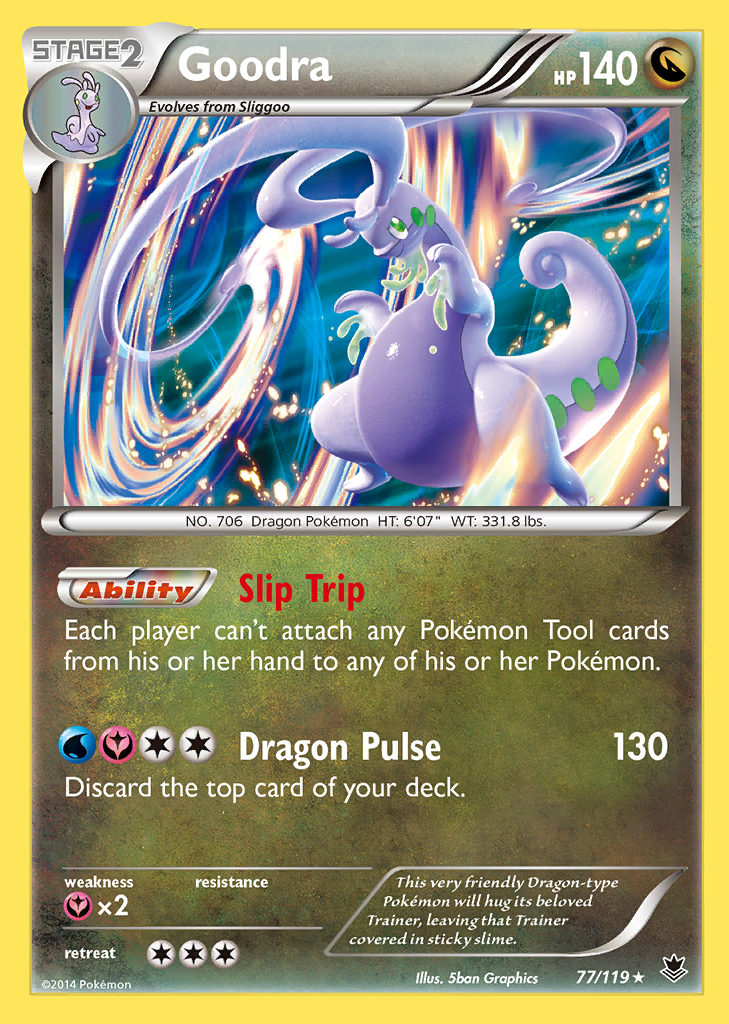 STAGE2
Goodra
HP140
Evolves from Sliggoo
NO. 706 Dragon Pokémon HT: 6'07" WT: 331.8 lbs.
Ability Slip Trip
Each player can't attach any Pokémon Tool cards
from his or her hand to any of his or her Pokémon.
Dragon Pulse 130
Discard the top card of your deck.
weakness resistance
×2
retreat
This very friendly Dragon-type
Pokémon will hug its beloved
Trainer, leaving that Trainer
covered in sticky slime.
©2014 Pokémon
Illus. 5ban Graphics 77/119★